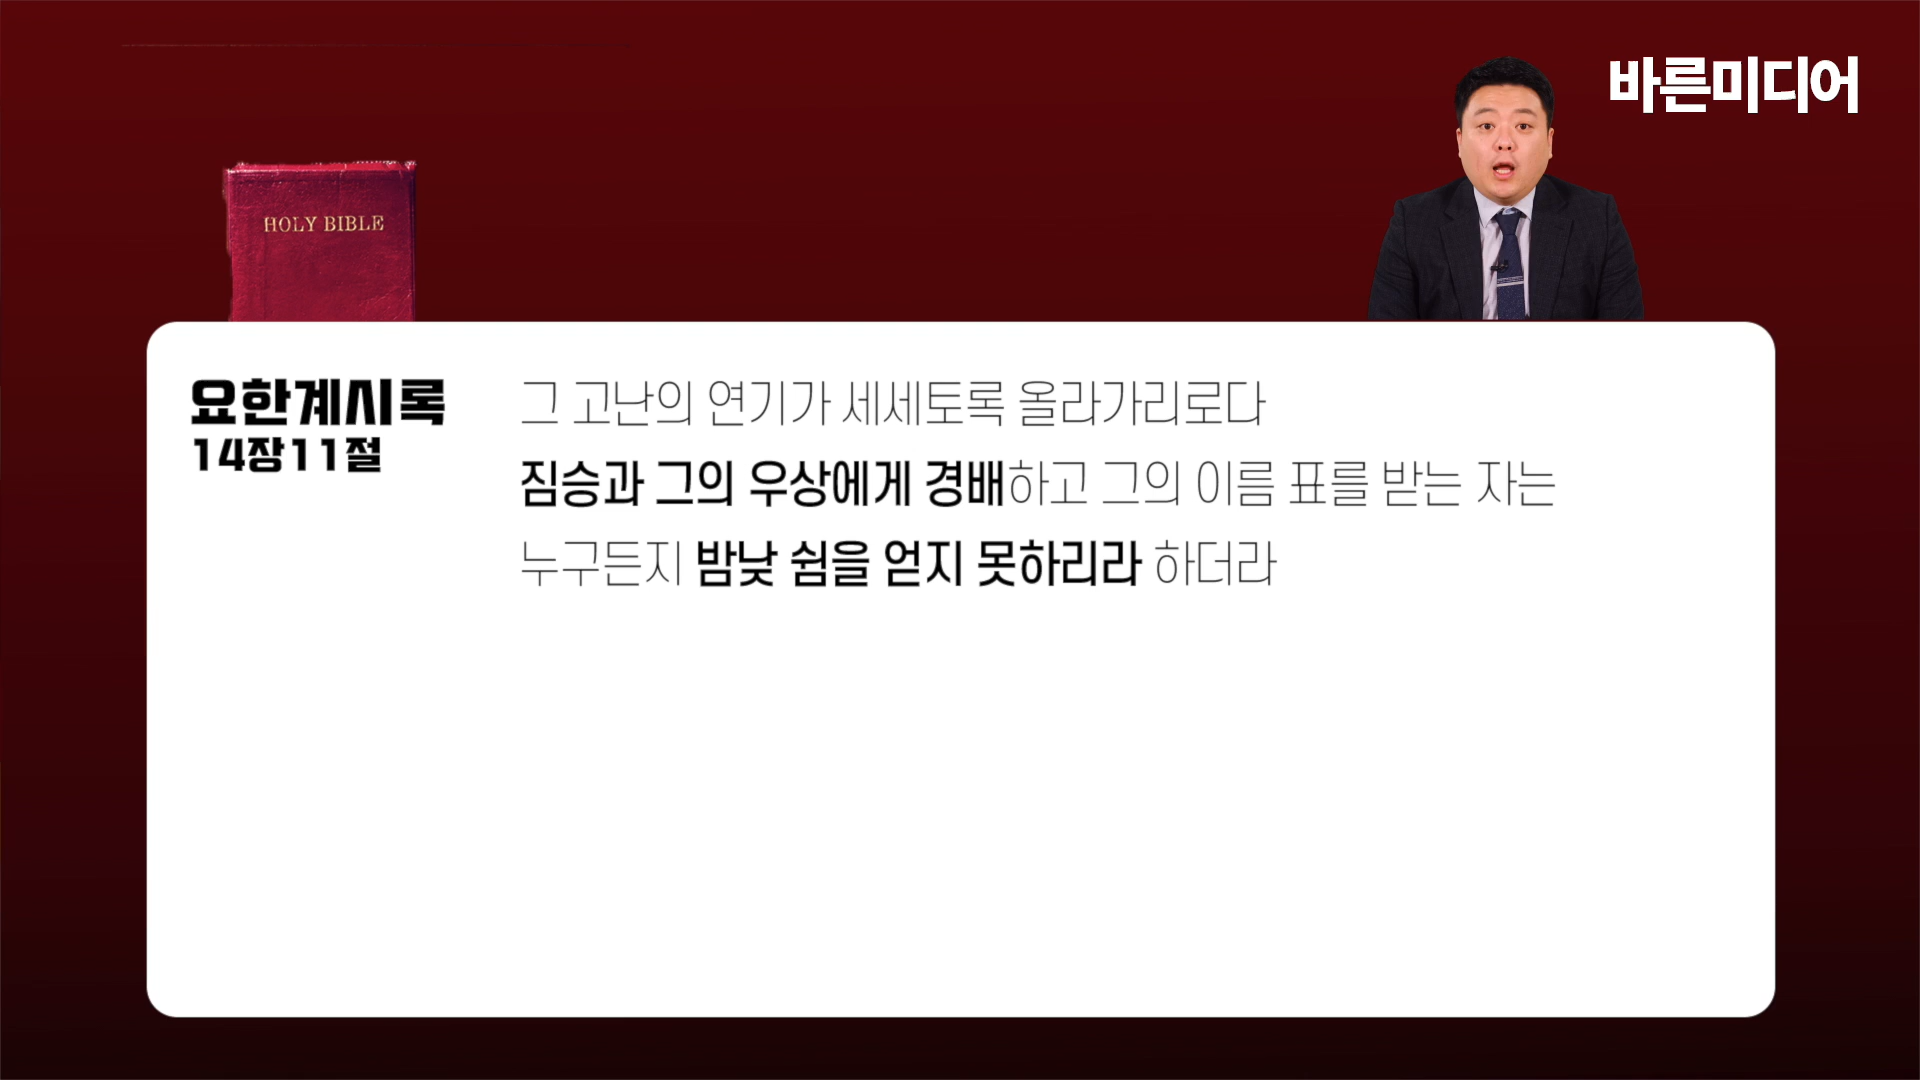 바른미디어
HOLY BIBLE
요한계시록
14장11절
그 고난의 연기가 세세토록 올라가리로다
짐승과 그의 우상에게 경배하고 그의 이름 표를 받는 자는
누구든지 밤낮 쉼을 얻지 못하리라 하더라